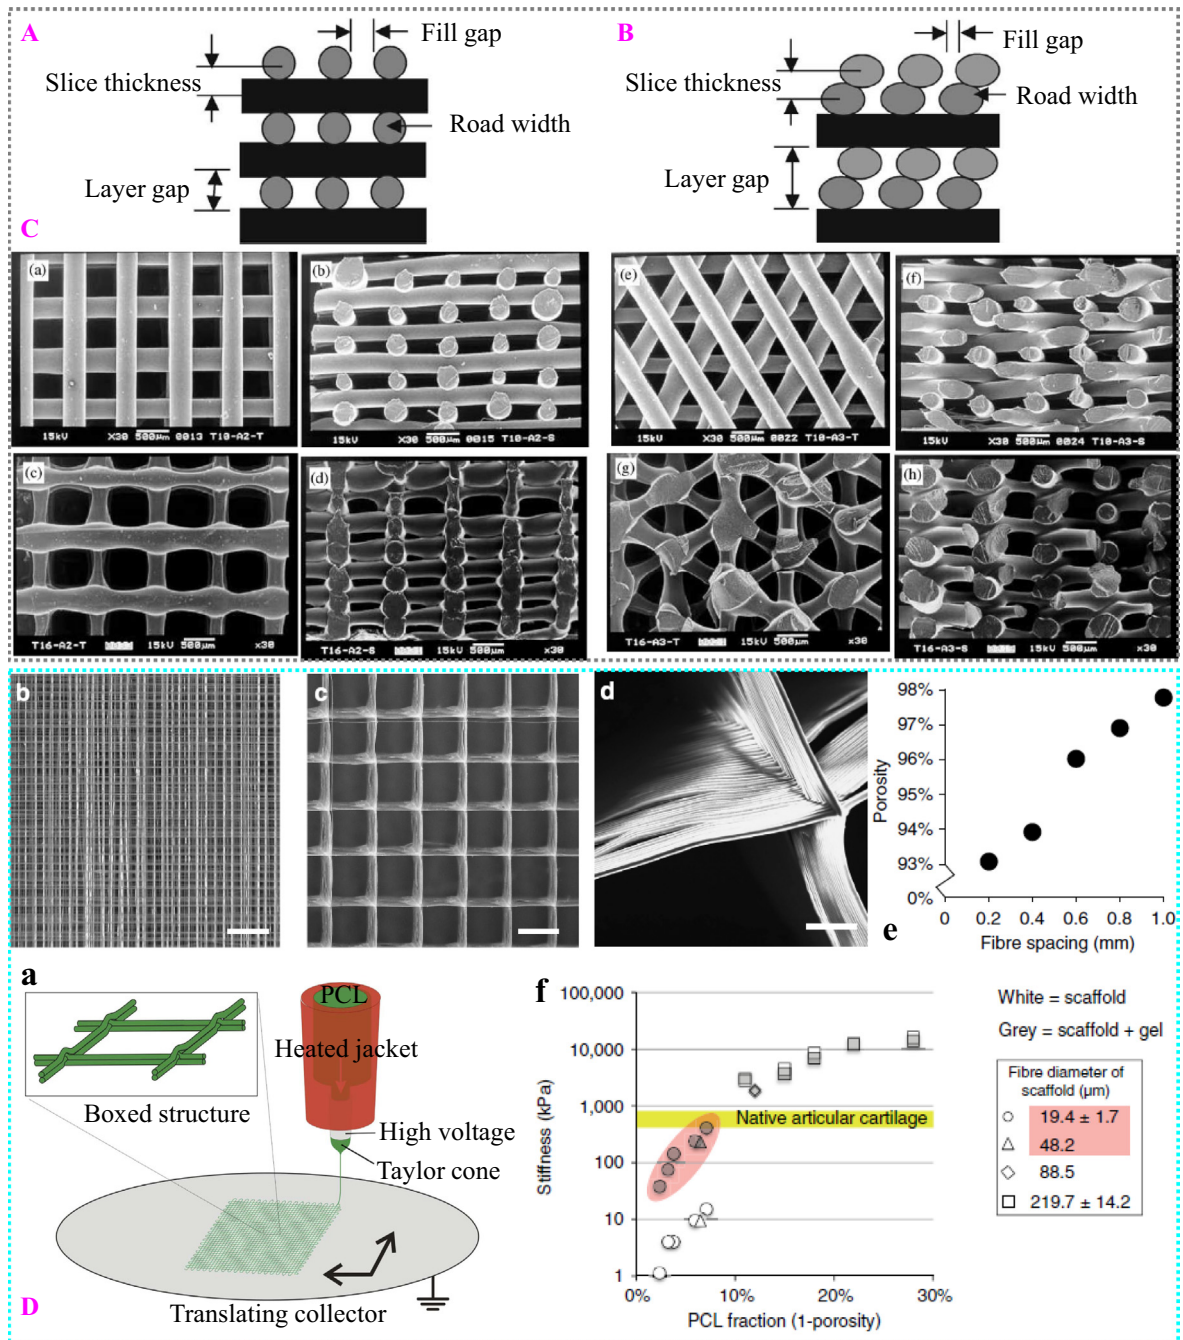 A
Fill gap
Slice thickness
Road width
Layer gap
B
Fill gap
Slice thickness
Road width
Layer gap
C
(a)
15kV X30 500μm 0013 T10-A2-T
(b)
15kV X30 500μm 0015 T10-A2-S
(e)
15kV X30 500μm 0022 T10-A3-T
(f)
15kV X30 500μm 0024 T10-A3-S
(c)
T16-A2-T 15kV 500μm x30
(d)
T16-A2-S 15kV 500μm x30
(g)
T16-A3-T 15kV 500μm x30
(h)
T16-A3-S 15kV 500μm x30
b
c
d
98%
97%
96%
95%
94%
93%
0%
Porosity
0 0.2 0.4 0.6 0.8 1.0
Fibre spacing (mm)
e
a
PCL
Heated jacket
Boxed structure
High voltage
Taylor cone
Translating collector
D
f
100,000
10,000
1,000
100
10
1
Stiffness (kPa)
Native articular cartilage
0% 10% 20% 30%
PCL fraction (1-porosity)
White = scaffold
Grey = scaffold + gel
Fibre diameter of
scaffold (μm)
19.4 ± 1.7
48.2
88.5
219.7 ± 14.2